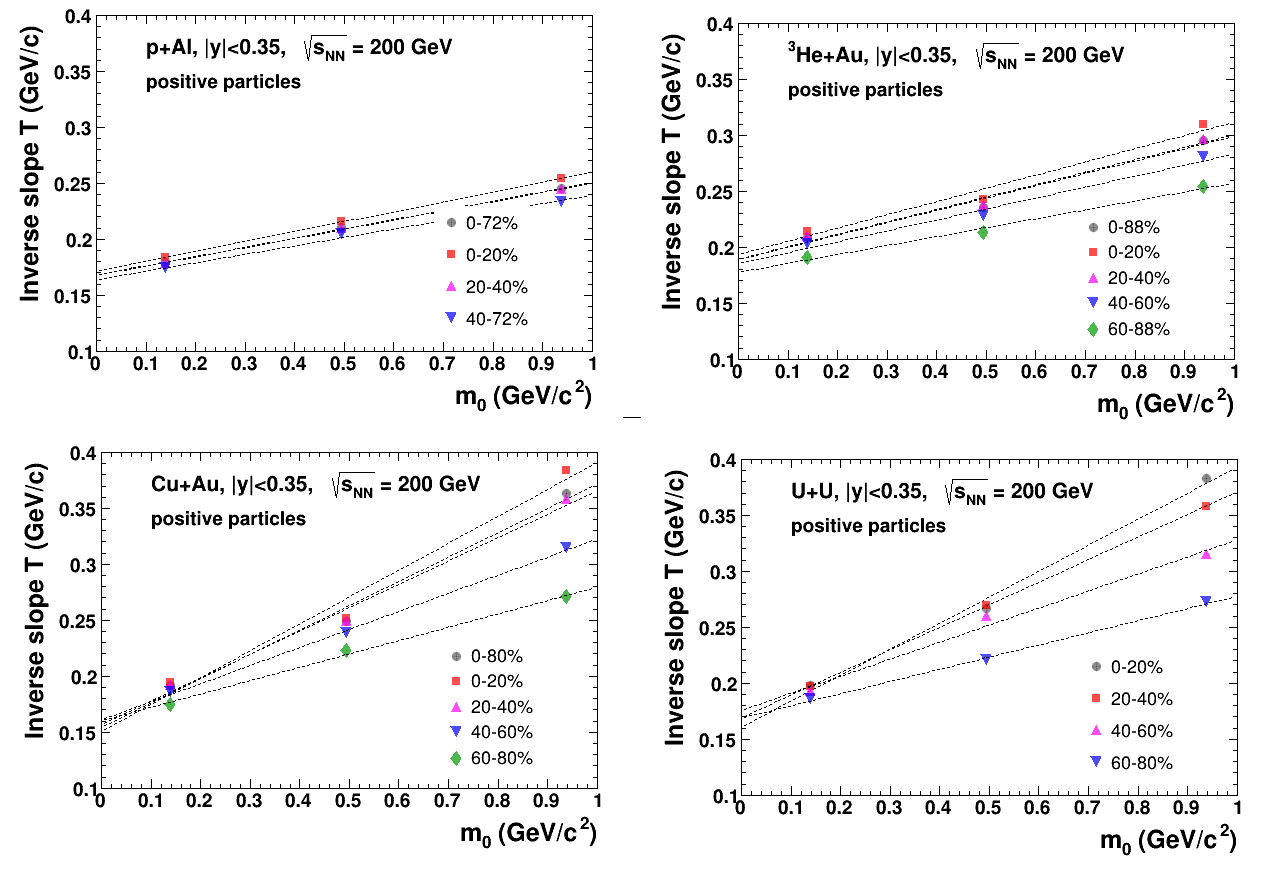 p+Al, |y|<0.35, √sNN = 200 GeV
positive particles
Inverse slope T (GeV/c)
0.4
0.35
0.3
0.25
0.2
0.15
0.1
0 0.1 0.2 0.3 0.4 0.5 0.6 0.7 0.8 0.9 1
m0 (GeV/c2)
0-72%
0-20%
20-40%
40-72%
3He+Au, |y|<0.35, √sNN = 200 GeV
positive particles
Inverse slope T (GeV/c)
0.4
0.35
0.3
0.25
0.2
0.15
0.1
0 0.1 0.2 0.3 0.4 0.5 0.6 0.7 0.8 0.9 1
m0 (GeV/c2)
0-88%
0-20%
20-40%
40-60%
60-88%
Cu+Au, |y|<0.35, √sNN = 200 GeV
positive particles
Inverse slope T (GeV/c)
0.4
0.35
0.3
0.25
0.2
0.15
0.1
0 0.1 0.2 0.3 0.4 0.5 0.6 0.7 0.8 0.9 1
m0 (GeV/c2)
0-80%
0-20%
20-40%
40-60%
60-80%
U+U, |y|<0.35, √sNN = 200 GeV
positive particles
Inverse slope T (GeV/c)
0.4
0.35
0.3
0.25
0.2
0.15
0.1
0 0.1 0.2 0.3 0.4 0.5 0.6 0.7 0.8 0.9 1
m0 (GeV/c2)
0-20%
20-40%
40-60%
60-80%